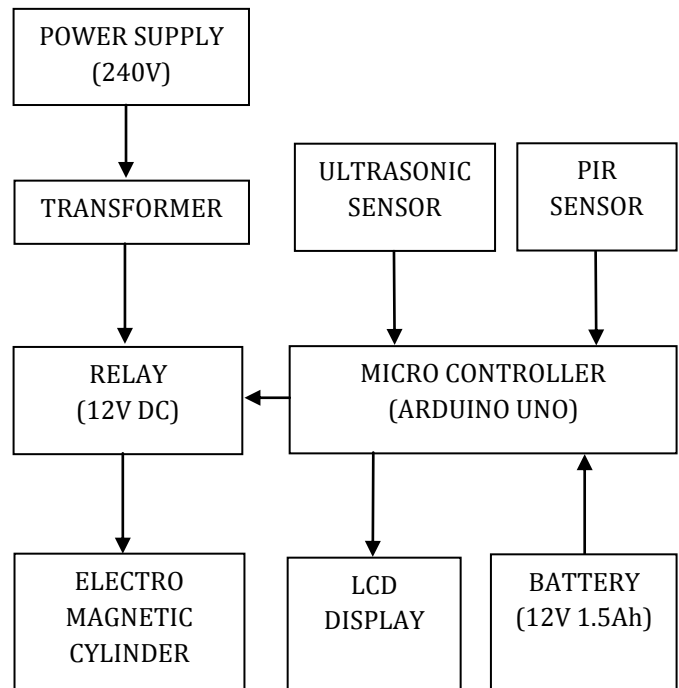 POWER SUPPLY
(240V)
TRANSFORMER
ULTRASONIC
SENSOR
PIR
SENSOR
RELAY
(12V DC)
MICRO CONTROLLER
(ARDUINO UNO)
ELECTRO
MAGNETIC
CYLINDER
LCD
DISPLAY
BATTERY
(12V 1.5Ah)